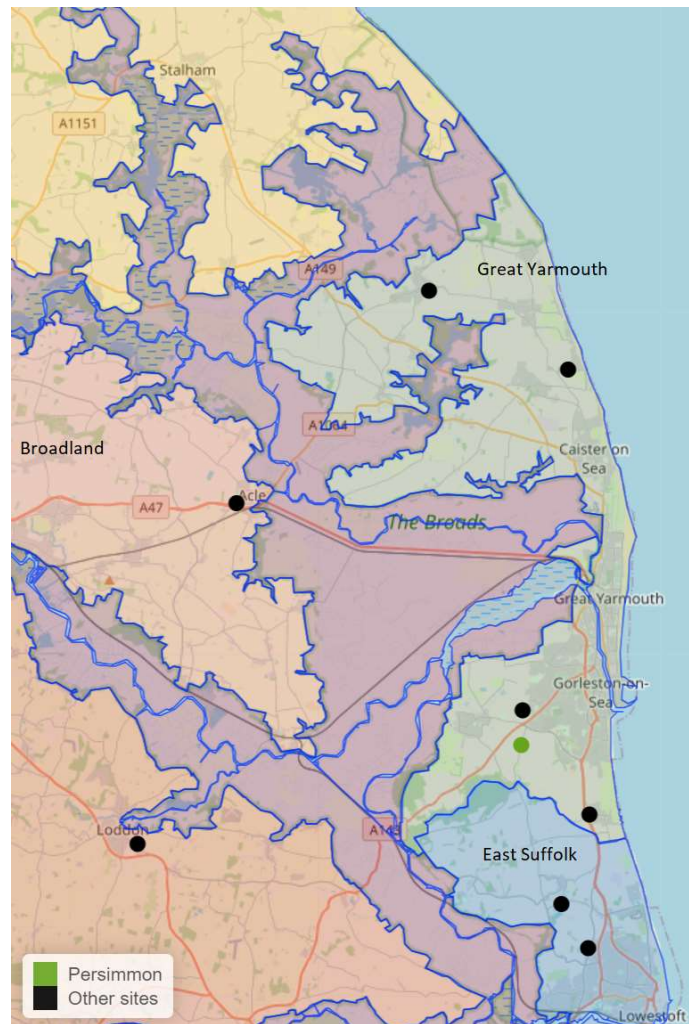 Stalham
A1151
A149
Great Yarmouth
A1064
Caister on
Sea
Broadland
Acle
A47
The Broads
Great Yarmouth
Gorleston-on-
Sea
A143
Loddon
East Suffolk
Persimmon
Other sites
Lowestoft